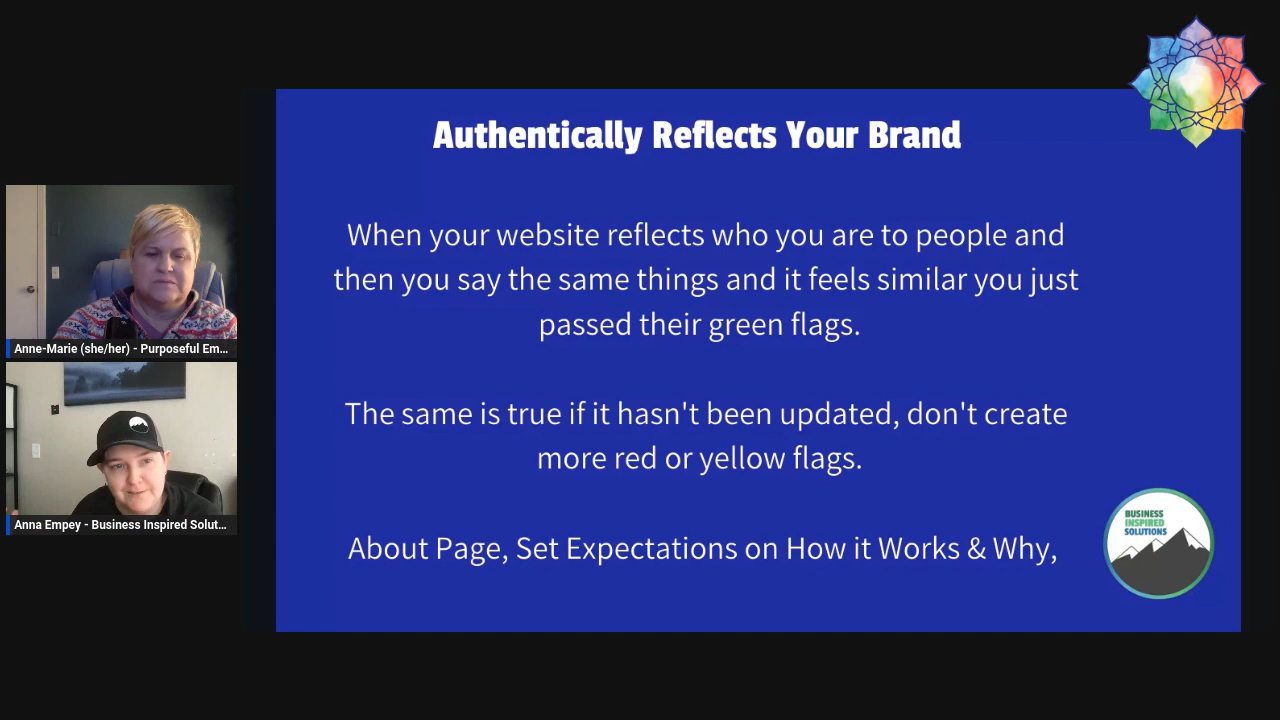 Authentically Reflects Your Brand
When your website reflects who you are to people and
then you say the same things and it feels similar you just
passed their green flags.
The same is true if it hasn't been updated, don't create
more red or yellow flags.
About Page, Set Expectations on How it Works & Why,
BUSINESS
INSPIRED
SOLUTIONS
Anne-Marie (she/her) - Purposeful Em...
Anna Empey - Business Inspired Solut...